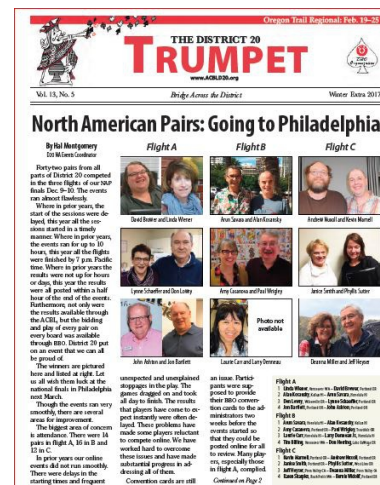 Oregon Trail Regional: Feb. 19–25
THE DISTRICT 20
TRUMPET
www.ACBLD20.org
Vol. 13, No. 5
Bridge Across the District
Winter Extra 2017
North American Pairs: Going to Philadelphia
By Hal Montgomery
D20 NA Events Coordinator
Forty-two pairs from all
parts of District 20 competed
in the three flights of our NAP
finals Dec. 9–10. The events
ran almost flawlessly.
Where in prior years, the
start of the sessions were de-
layed, this year all the ses-
sions started in a timely
manner. Where in prior years,
the events ran for up to 10
hours, this year all the flights
were finished by 7 p.m. Pacific
time. Where in prior years the
results were not up for hours
or days, this year the results
were all posted within a half
hour of the end of the events.
Furthermore, not only were
the results available through
the ACBL, but the bidding
and play of every pair on
every board was available
through BBO. District 20 put
on an event that we can all
be proud of.
The winners are pictured
here and listed at right. Let
us all wish them luck at the
national finals in Philadelphia
next March.
Though the events ran very
smoothly, there are several
areas for improvement.
The biggest area of concern
is attendance. There were 14
pairs in flight A, 16 in B and
12 in C.
In prior years our online
events did not run smoothly.
There were delays in the
starting times and frequent
Flight A
Flight B
Flight C
David Brower and Linda Wiener
Arun Savara and Alan Kosansky
Andrew Nuxoll and Kevin Murnell
Lynne Schaeffer and Don Lowry
Amy Casanova and Paul Wrigley
Janice Smith and Phyllis Sutter
John Ashton and Jon Bartlett
Laurie Carr and Larry Denneau
Photo not
available
Deanna Miller and Jeff Heyser
unexpected and unexplained
stoppages in the play. The
games dragged on and took
all day to finish. The results
that players have come to ex-
pect instantly were often de-
layed. These problems have
made some players reluctant
to compete online. We have
worked hard to overcome
these issues and have made
substantial progress in ad-
dressing all of them.
Convention cards are still
an issue. Partici-
pants were sup-
posed to provide
their BBO conven-
tion cards to the ad-
ministrators two
weeks before the
events started so
that they could be
posted online for all
to review. Many play-
ers, especially those
in flight A, complied.
Continued on Page 2
Flight A
Flight B
Flight C